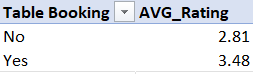 Table Booking AVG_Rating
No 2.81
Yes 3.48